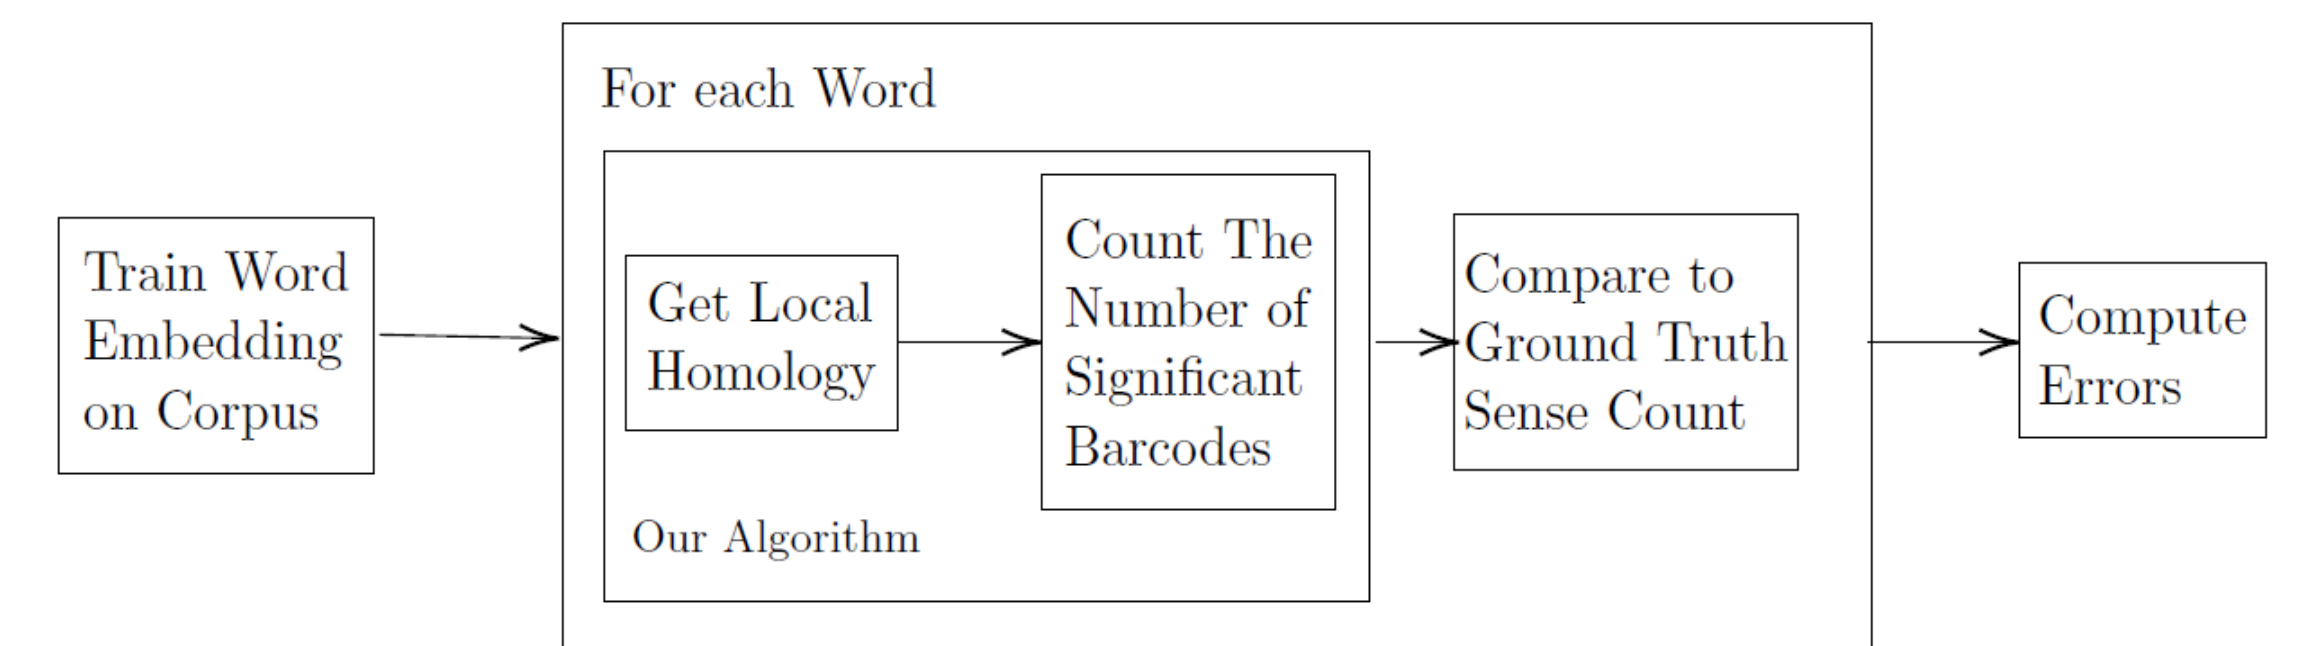 Train Word
Embedding
on Corpus
For each Word
Get Local
Homology
Count The
Number of
Significant
Barcodes
Our Algorithm
Compare to
Ground Truth
Sense Count
Compute
Errors